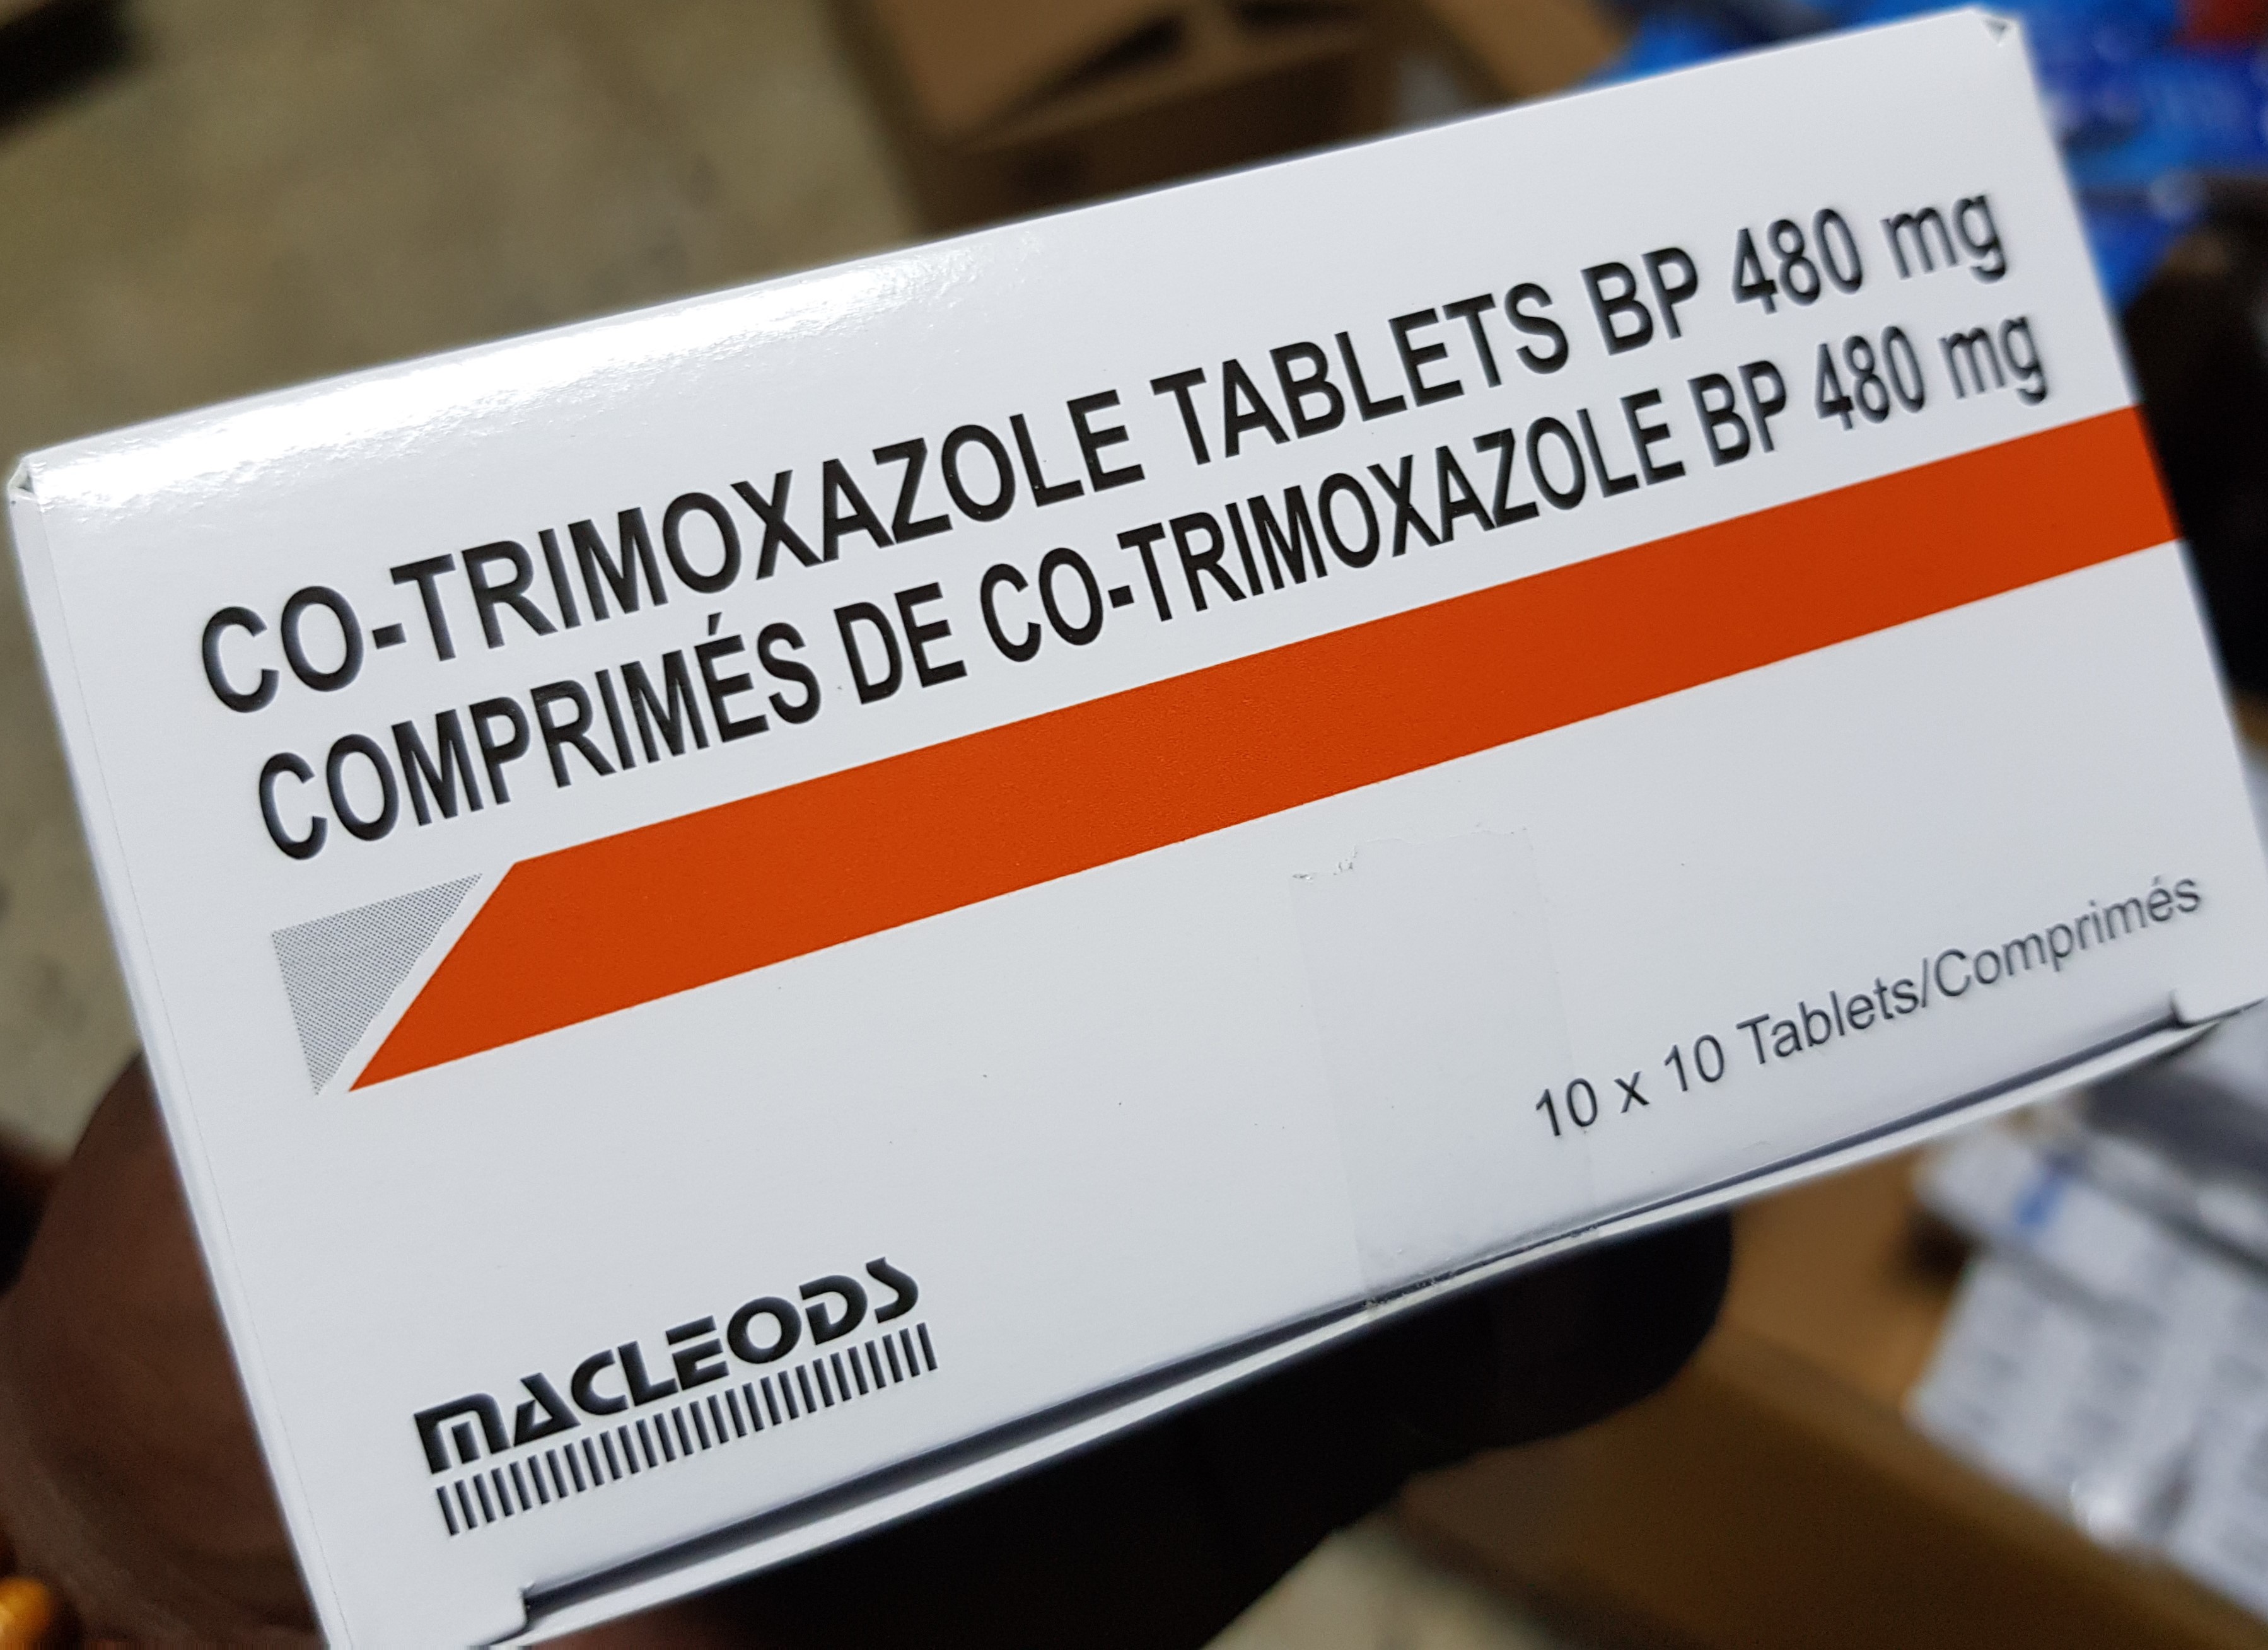 CO-TRIMOXAZOLE TABLETS BP 480 mg
COMPRIMÉS DE CO-TRIMOXAZOLE BP 480 mg
10 x 10 Tablets/Comprimés
MACLEODS